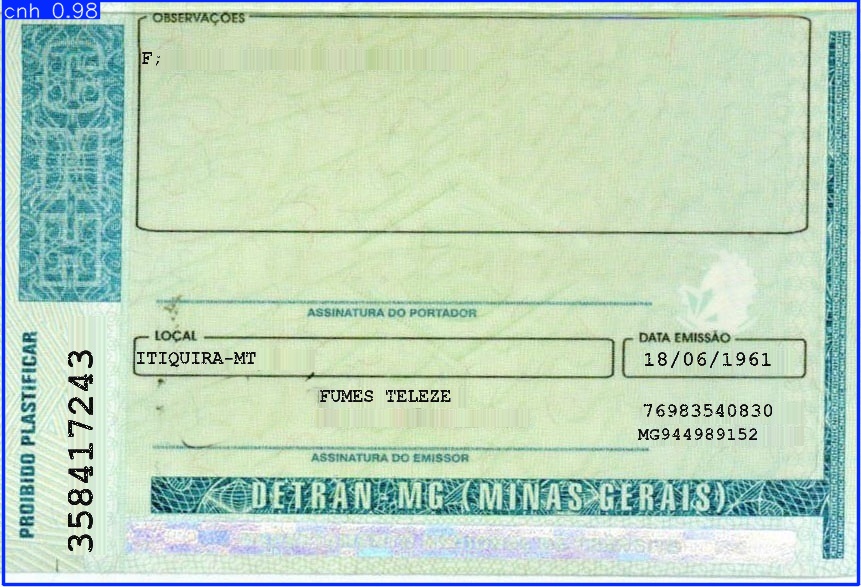 cnh 0.98
OBSERVAÇÕES
F;
ASSINATURA DO PORTADOR
LOCAL
ITIQUIRA-MT
DATA EMISSÃO
18/06/1961
FUMES TELEZE
76983540830
MG944989152
ASSINATURA DO EMISSOR
DETRAN-MG (MINAS GERAIS)
PROIBIDO PLASTIFICAR
358417243